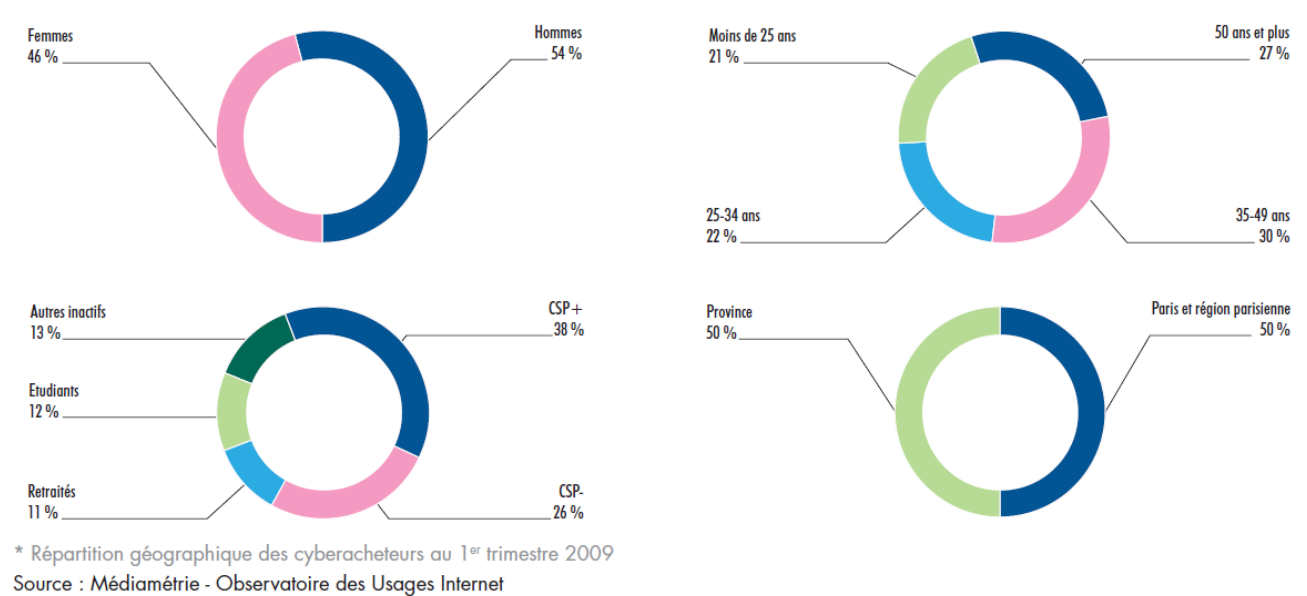 Femmes
46 %
Hommes
54 %
Moins de 25 ans
21 %
50 ans et plus
27 %
25-34 ans
22 %
35-49 ans
30 %
Autres inactifs
13 %
CSP+
38 %
Etudiants
12 %
Retraités
11 %
CSP-
26 %
Province
50 %
Paris et région parisienne
50 %
* Répartition géographique des cyberacheteurs au 1er trimestre 2009
Source : Médiamétrie - Observatoire des Usages Internet